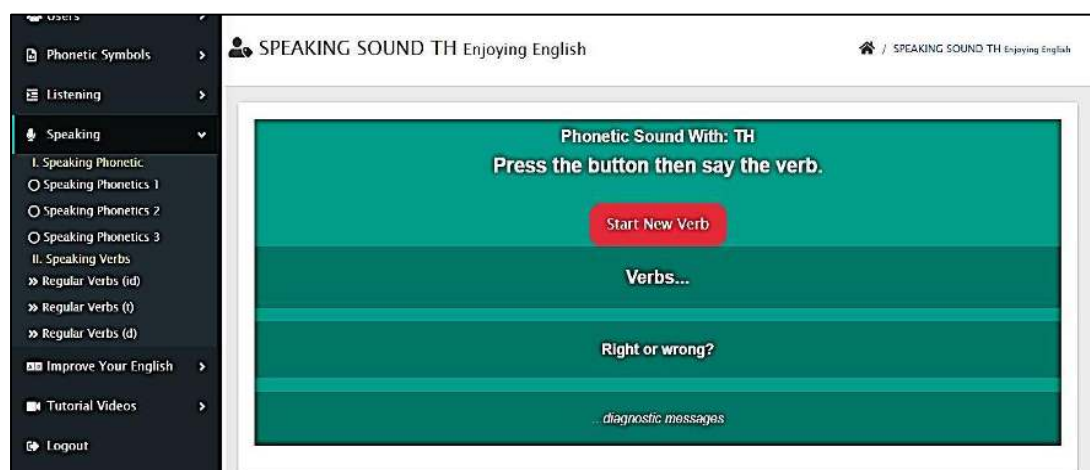 Users
Phonetic Symbols
Listening
Speaking
I. Speaking Phonetic
Speaking Phonetics 1
Speaking Phonetics 2
Speaking Phonetics 3
II. Speaking Verbs
» Regular Verbs (id)
» Regular Verbs (t)
» Regular Verbs (d)
Improve Your English
Tutorial Videos
Logout
SPEAKING SOUND TH Enjoying English
/ SPEAKING SOUND TH Enjoying English
Phonetic Sound With: TH
Press the button then say the verb.
Start New Verb
Verbs...
Right or wrong?
...diagnostic messages